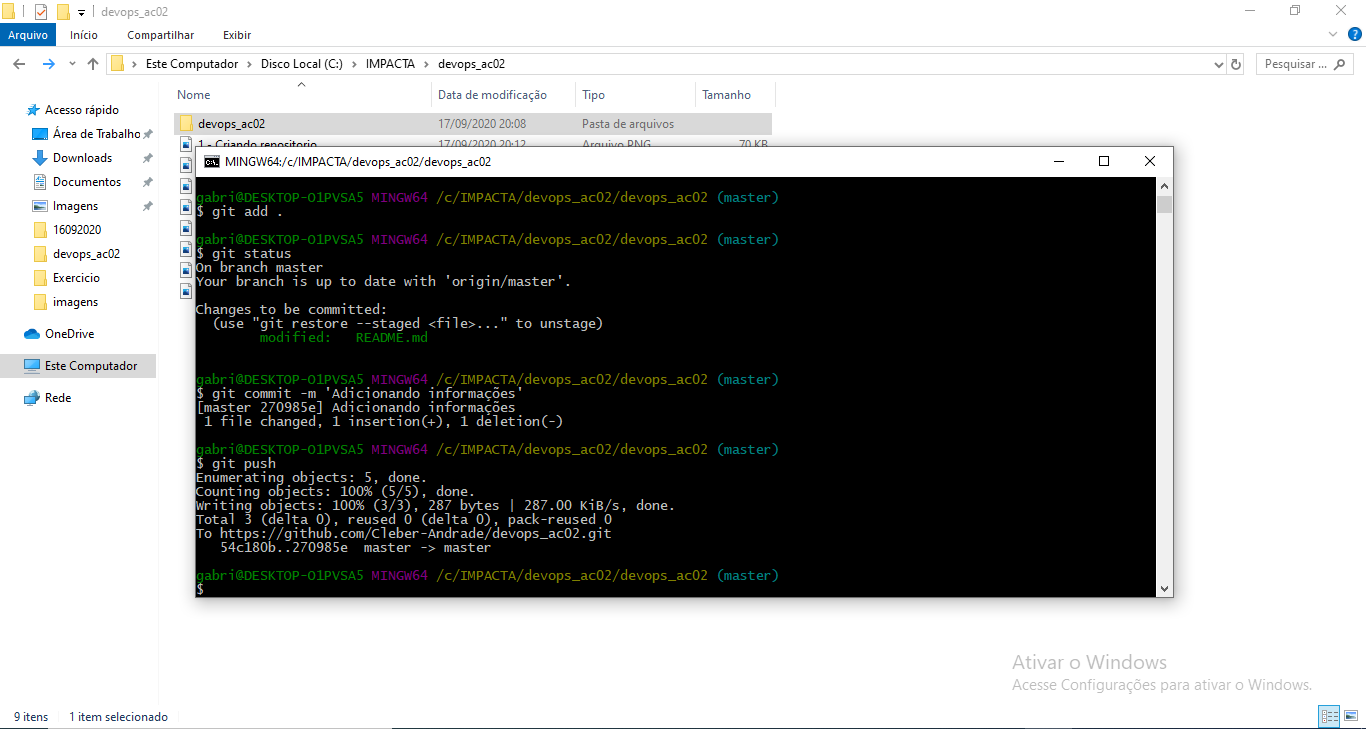 devops_ac02
Arquivo
Início
Compartilhar
Exibir
Este Computador
Disco Local (C:)
IMPACTA
devops_ac02
Pesquisar ...
Nome
Data de modificação
Tipo
Tamanho
Acesso rápido
Área de Trabalho
Downloads
Documentos
Imagens
16092020
devops_ac02
Exercicio
imagens
OneDrive
Este Computador
Rede
devops_ac02
17/09/2020 20:08
Pasta de arquivos
1 - Criando repositorio
17/09/2020 20:12
Arquivo PNG
70 KB
MINGW64:/c/IMPACTA/devops_ac02/devops_ac02
gabri@DESKTOP-O1PVSA5 MINGW64 /c/IMPACTA/devops_ac02/devops_ac02 (master)
$ git add .
gabri@DESKTOP-O1PVSA5 MINGW64 /c/IMPACTA/devops_ac02/devops_ac02 (master)
$ git status
On branch master
Your branch is up to date with 'origin/master'.
Changes to be committed:
(use "git restore --staged <file>..." to unstage)
modified: README.md
gabri@DESKTOP-O1PVSA5 MINGW64 /c/IMPACTA/devops_ac02/devops_ac02 (master)
$ git commit -m 'Adicionando informações'
[master 270985e] Adicionando informações
1 file changed, 1 insertion(+), 1 deletion(-)
gabri@DESKTOP-O1PVSA5 MINGW64 /c/IMPACTA/devops_ac02/devops_ac02 (master)
$ git push
Enumerating objects: 5, done.
Counting objects: 100% (5/5), done.
Writing objects: 100% (3/3), 287 bytes | 287.00 KiB/s, done.
Total 3 (delta 0), reused 0 (delta 0), pack-reused 0
To https://github.com/Cleber-Andrade/devops_ac02.git
54c180b..270985e master -> master
gabri@DESKTOP-O1PVSA5 MINGW64 /c/IMPACTA/devops_ac02/devops_ac02 (master)
$
Ativar o Windows
Acesse Configurações para ativar o Windows.
9 itens
1 item selecionado